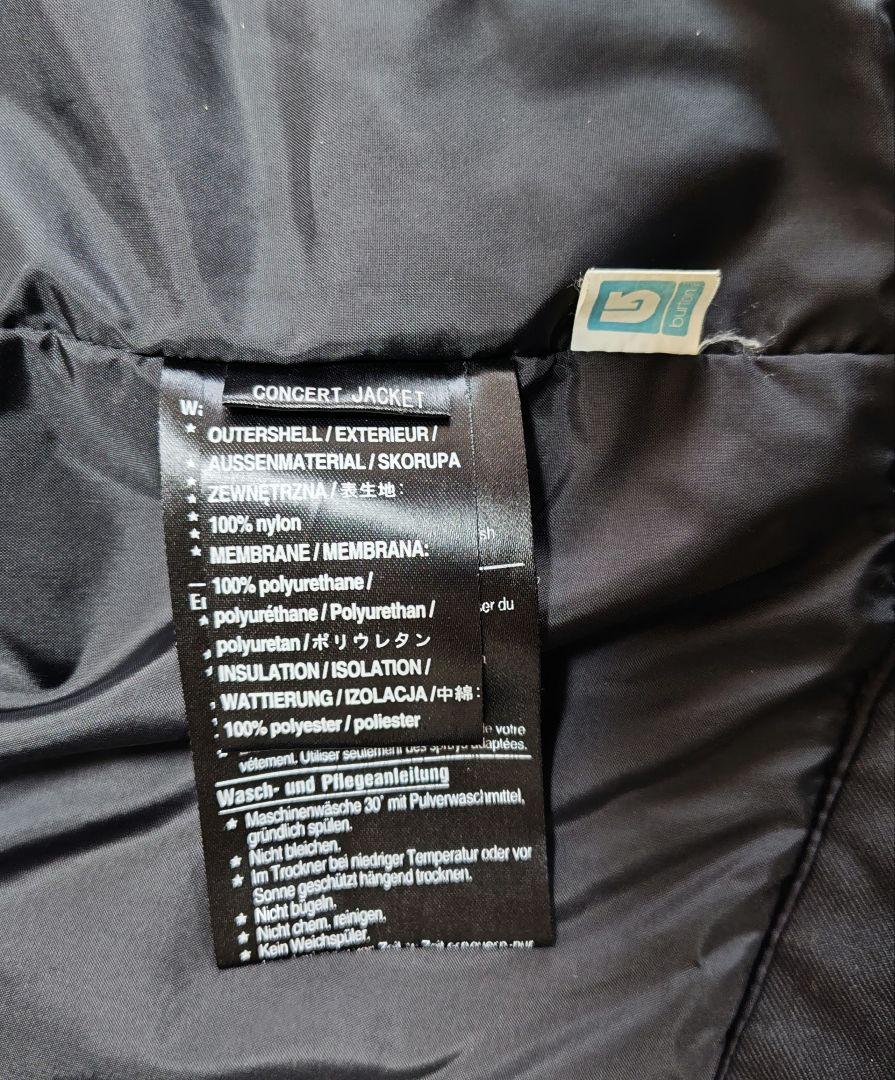 burton
CONCERT JACKET
OUTERSHELL / EXTERIEUR /
AUSSENMATERIAL / SKORUPA
ZEWNĘTRZNA / 表生地:
100% nylon
MEMBRANE / MEMBRANA:
100% polyurethane /
polyuréthane / Polyurethan /
polyuretan / ポリウレタン
INSULATION / ISOLATION /
WATTIERUNG / IZOLACJA / 中綿:
100% polyester / poliester
du
votre
vêtement. Utiliser seulement des sprays adaptées.
Wasch- und Pflegeanleitung
★ Maschinenwäsche 30° mit Pulverwaschmittel,
gründlich spülen.
★ Nicht bleichen.
★ Im Trockner bei niedriger Temperatur oder vor
Sonne geschützt hängend trocknen.
★ Nicht bügeln.
★ Nicht chem. reinigen.
★ Kein Weichspüler.